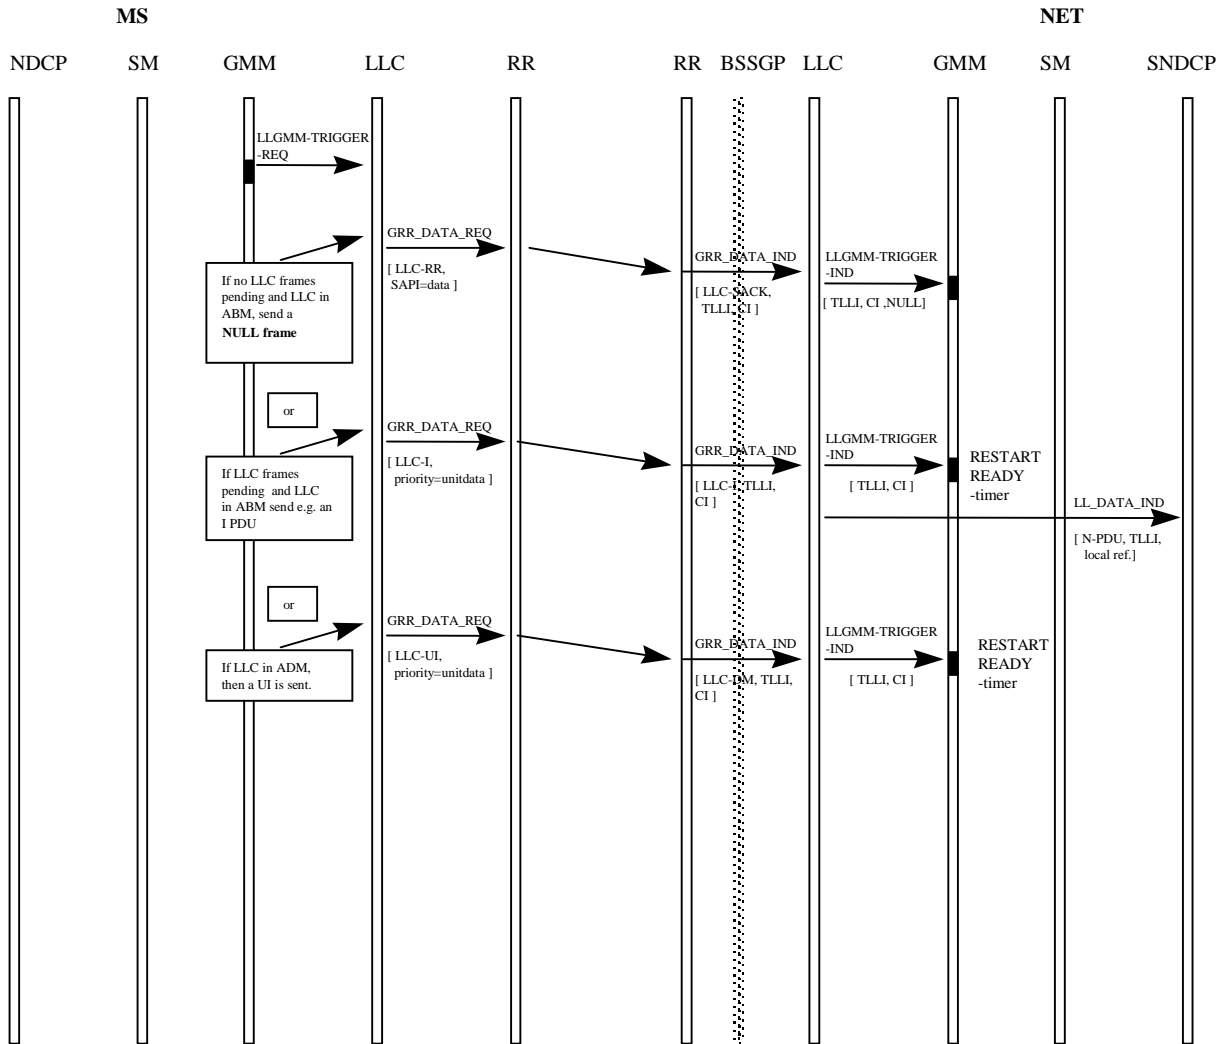 MS NET
NDCP SM GMM LLC RR RR BSSGP LLC GMM SM SNDCP
LLGMM-TRIGGER
-REQ
GRR_DATA_REQ
[ LLC-RR,
SAPI=data ]
GRR_DATA_IND
[ LLC-SACK,
TLLI, CI ]
LLGMM-TRIGGER
-IND
[ TLLI, CI ,NULL]
If no LLC frames
pending and LLC in
ABM, send a
NULL frame
or
GRR_DATA_REQ
[ LLC-I,
priority=unitdata ]
GRR_DATA_IND
[ LLC-I, TLLI,
CI ]
LLGMM-TRIGGER
-IND
[ TLLI, CI ]
RESTART
READY
-timer
If LLC frames
pending and LLC
in ABM send e.g. an
I PDU
LL_DATA_IND
[ N-PDU, TLLI,
local ref.]
or
GRR_DATA_REQ
[ LLC-UI,
priority=unitdata ]
GRR_DATA_IND
[ LLC-DM, TLLI,
CI ]
LLGMM-TRIGGER
-IND
[ TLLI, CI ]
RESTART
READY
-timer
If LLC in ADM,
then a UI is sent.